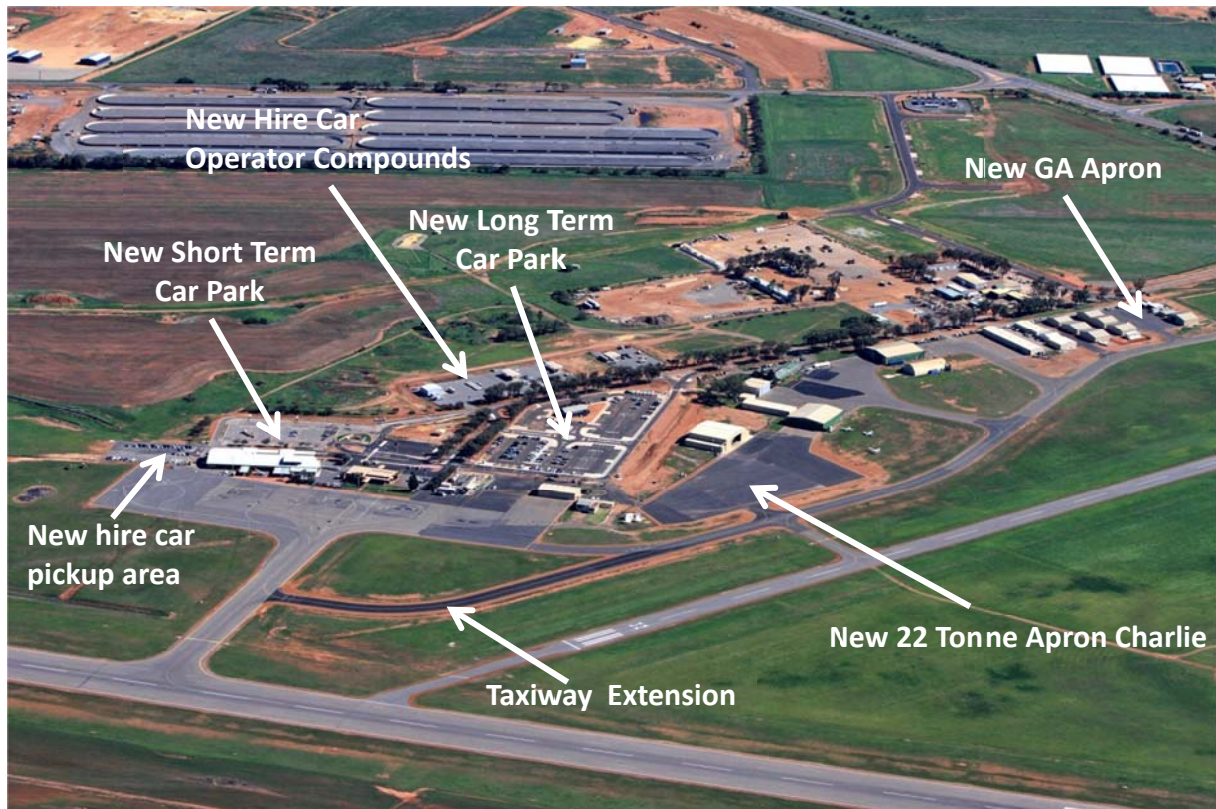 New Hire Car
Operator Compounds
New GA Apron
New Long Term
Car Park
New Short Term
Car Park
New hire car
pickup area
New 22 Tonne Apron Charlie
Taxiway Extension